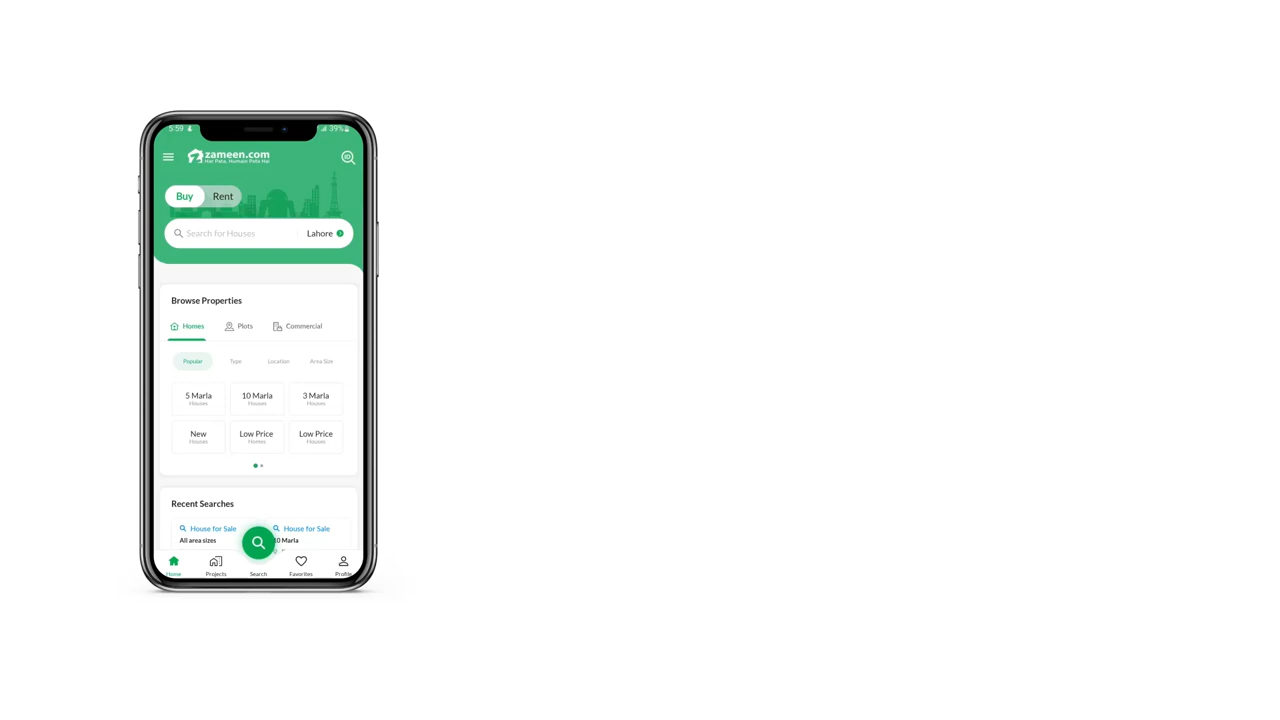 5:59 39%
zameen.com
Har Pata, Humain Pata Hai
ID
Buy Rent
Search for Houses Lahore
Browse Properties
Homes Plots Commercial
Popular Type Location Area Size
5 Marla 10 Marla 3 Marla
Houses Houses Houses
New Low Price Low Price
Houses Homes Houses
Recent Searches
House for Sale House for Sale
All area sizes 10 Marla
Home Projects Search Favorites Profile